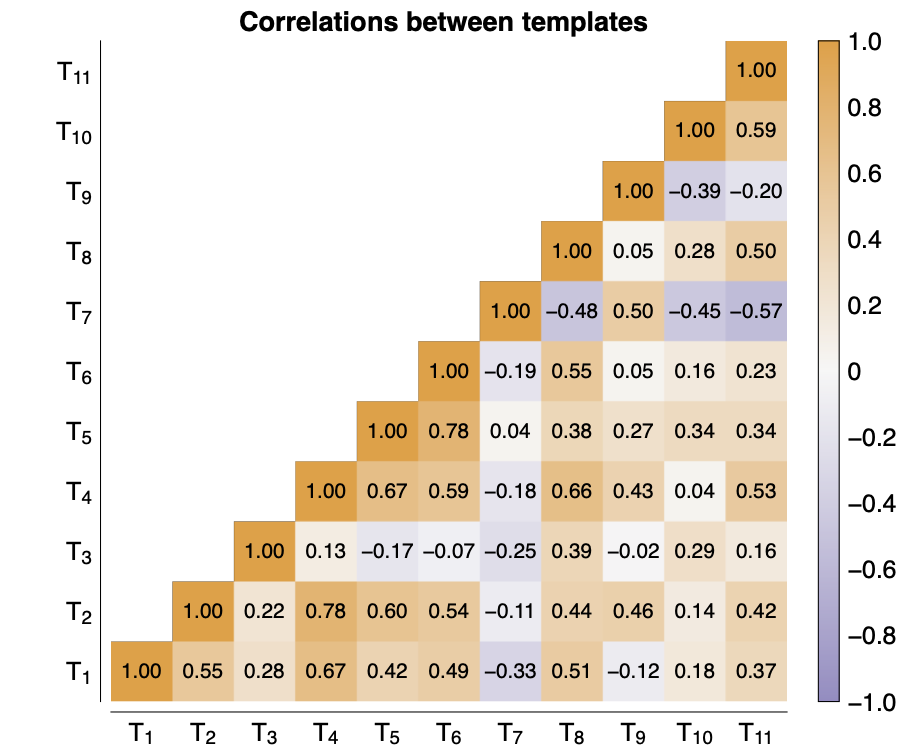 Correlations between templates
T₁₁ 1.00
T₁₀ 1.00 0.59
T₉ 1.00 −0.39 −0.20
T₈ 1.00 0.05 0.28 0.50
T₇ 1.00 −0.48 0.50 −0.45 −0.57
T₆ 1.00 −0.19 0.55 0.05 0.16 0.23
T₅ 1.00 0.78 0.04 0.38 0.27 0.34 0.34
T₄ 1.00 0.67 0.59 −0.18 0.66 0.43 0.04 0.53
T₃ 1.00 0.13 −0.17 −0.07 −0.25 0.39 −0.02 0.29 0.16
T₂ 1.00 0.22 0.78 0.60 0.54 −0.11 0.44 0.46 0.14 0.42
T₁ 1.00 0.55 0.28 0.67 0.42 0.49 −0.33 0.51 −0.12 0.18 0.37
T₁ T₂ T₃ T₄ T₅ T₆ T₇ T₈ T₉ T₁₀ T₁₁
1.0
0.8
0.6
0.4
0.2
0
−0.2
−0.4
−0.6
−0.8
−1.0